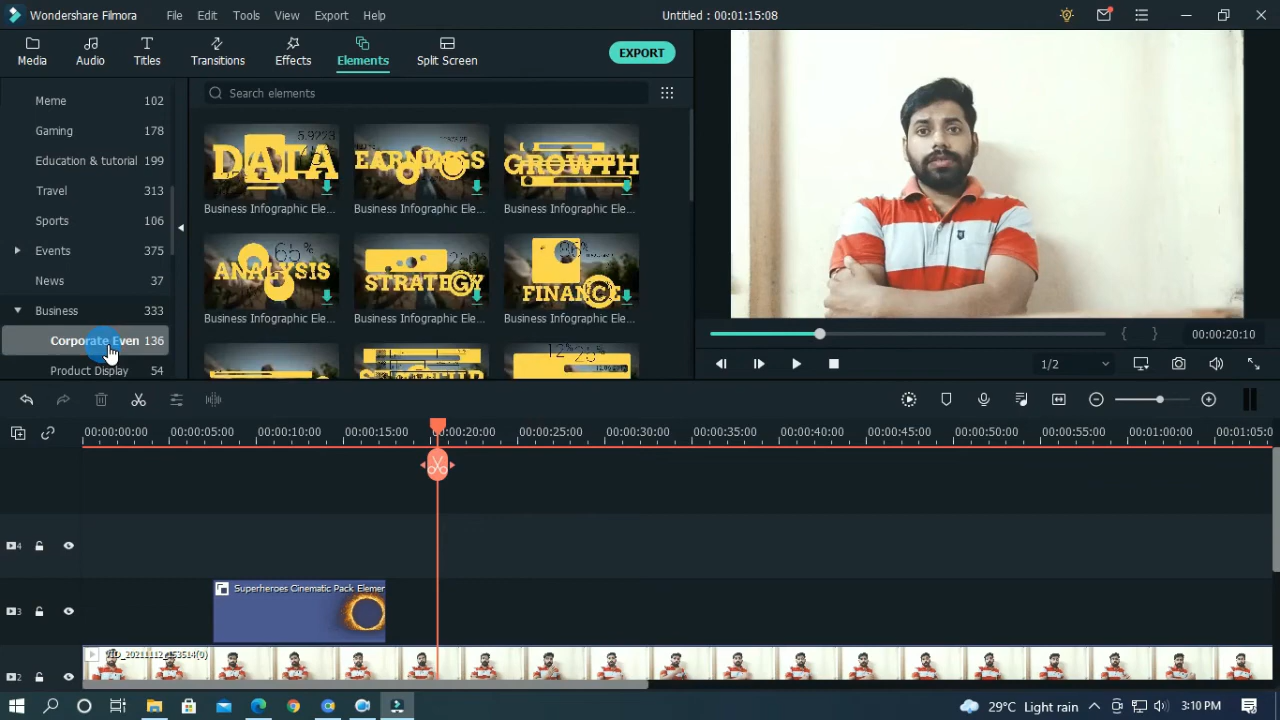 Wondershare Filmora
File Edit Tools View Export Help
Untitled : 00:01:15:08
Media Audio Titles Transitions Effects Elements Split Screen
EXPORT
Search elements
Meme 102
Gaming 178
Education & tutorial 199
Travel 313
Sports 106
Events 375
News 37
Business 333
Corporate Even 136
Product Display 54
DATA EARNINGS GROWTH
Business Infographic Ele... Business Infographic Ele... Business Infographic Ele...
ANALYSIS STRATEGY FINANCE
65%
Business Infographic Ele... Business Infographic Ele... Business Infographic Ele...
00:00:20:10
1/2
00:00:00:00 00:00:05:00 00:00:10:00 00:00:15:00 00:00:20:00 00:00:25:00 00:00:30:00 00:00:35:00 00:00:40:00 00:00:45:00 00:00:50:00 00:00:55:00 00:01:00:00 00:01:05:0
4
3
Superheroes Cinematic Pack Elemer
2
VID_20211112_153514(0)
29°C Light rain
3:10 PM